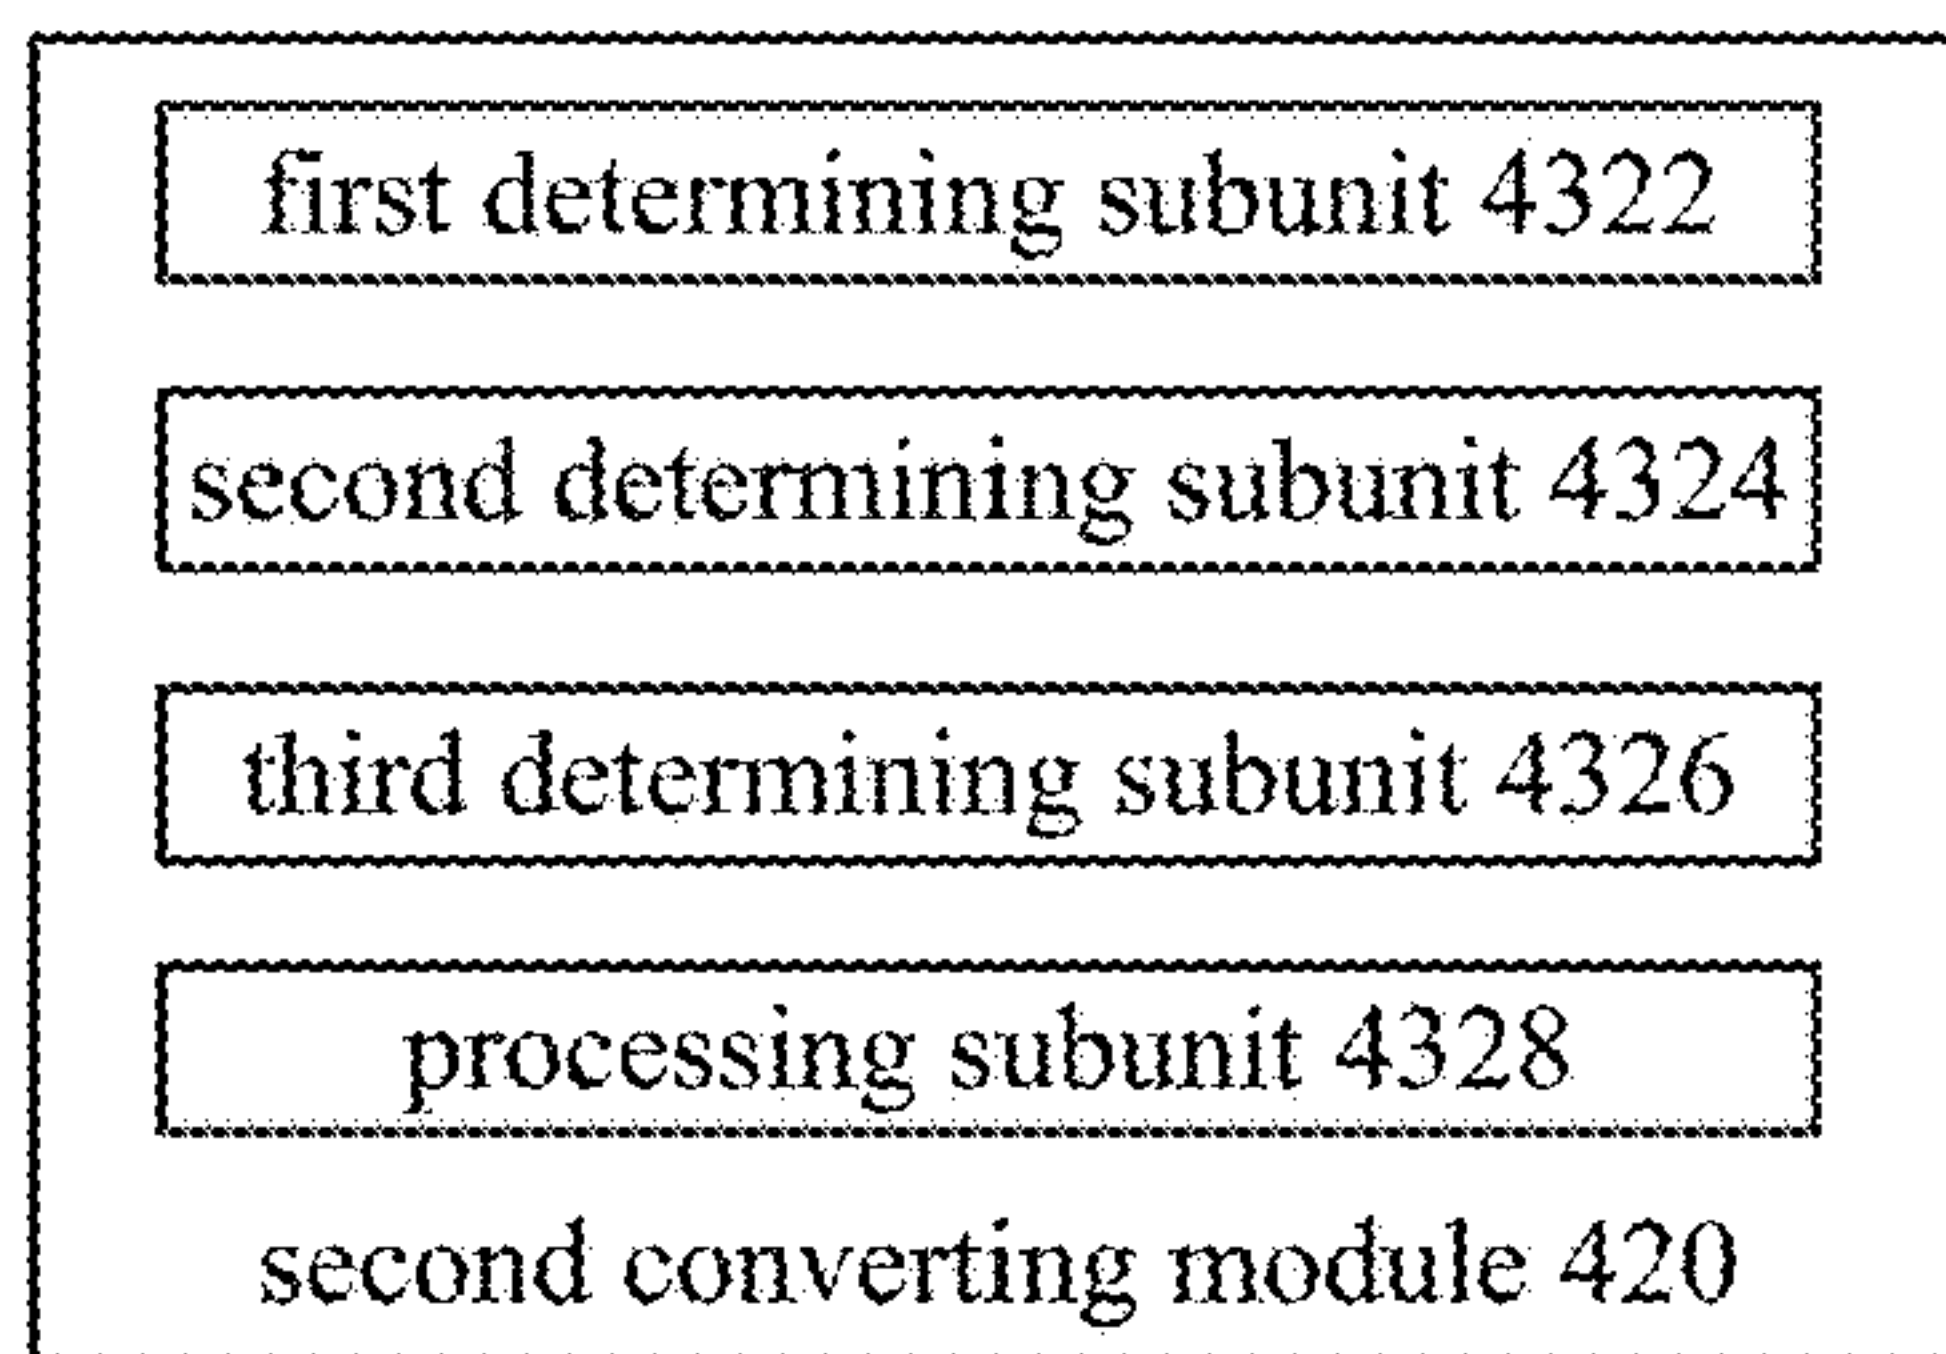 first determining subunit 4322
second determining subunit 4324
third determining subunit 4326
processing subunit 4328
second converting module 420